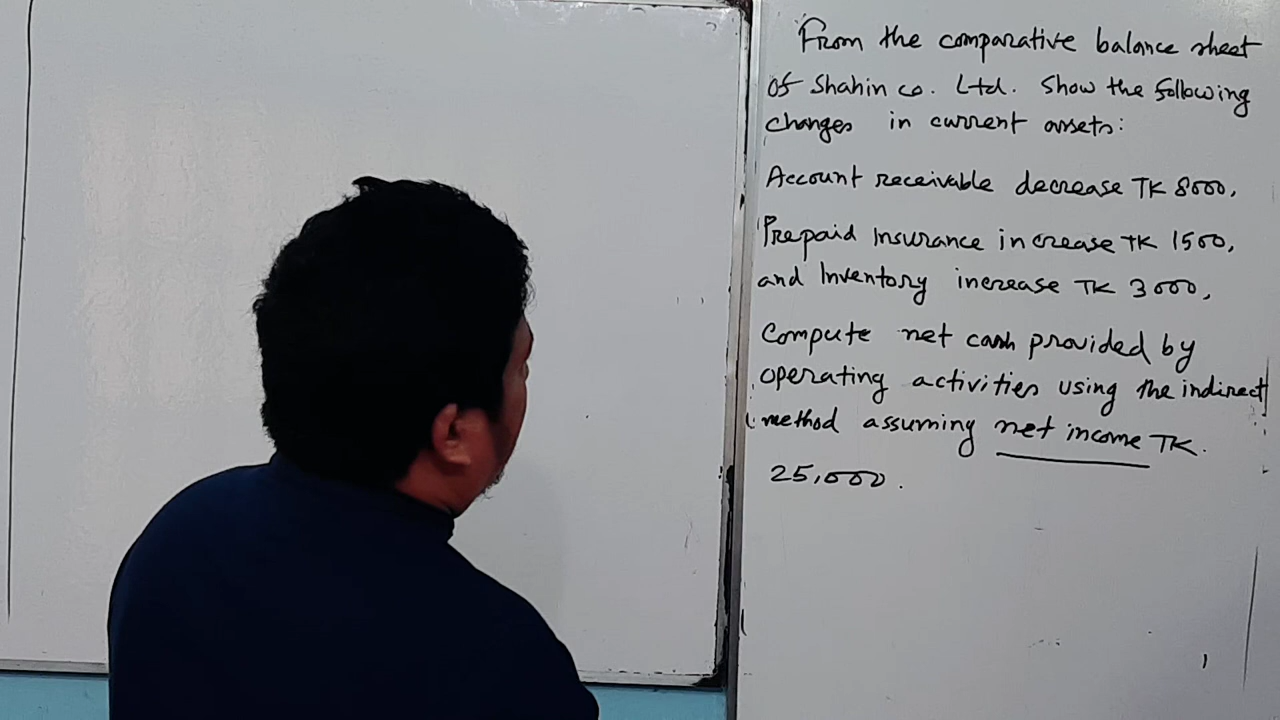 From the comparative balance sheet
of Shahin co. Ltd. Show the following
changes in current assets:
Account receivable decrease TK 8000,
Prepaid Insurance increase TK 1500,
and Inventory increase TK 3000,
Compute net cash provided by
operating activities using the indirect
method assuming net income TK.
25,000.